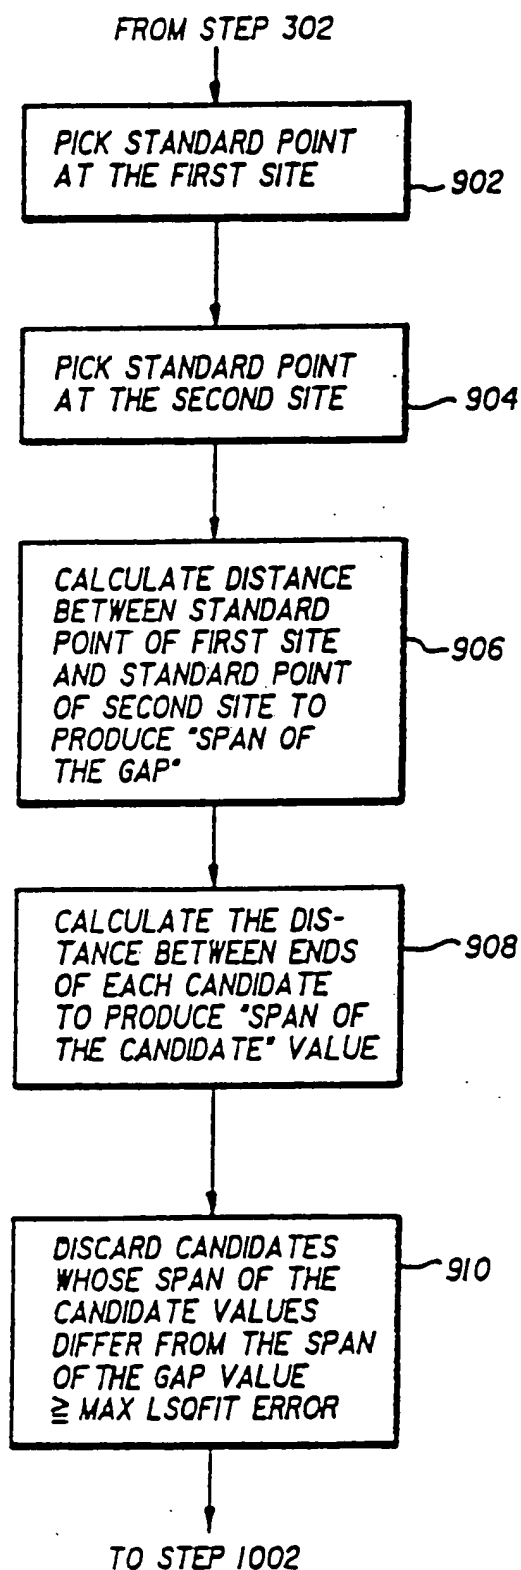 FROM STEP 302
PICK STANDARD POINT
AT THE FIRST SITE
902
PICK STANDARD POINT
AT THE SECOND SITE
904
CALCULATE DISTANCE
BETWEEN STANDARD
POINT OF FIRST SITE
AND STANDARD POINT
OF SECOND SITE TO
PRODUCE "SPAN OF
THE GAP"
906
CALCULATE THE DIS-
TANCE BETWEEN ENDS
OF EACH CANDIDATE
TO PRODUCE "SPAN OF
THE CANDIDATE" VALUE
908
DISCARD CANDIDATES
WHOSE SPAN OF THE
CANDIDATE VALUES
DIFFER FROM THE SPAN
OF THE GAP VALUE
≧ MAX LSQFIT ERROR
910
TO STEP 1002